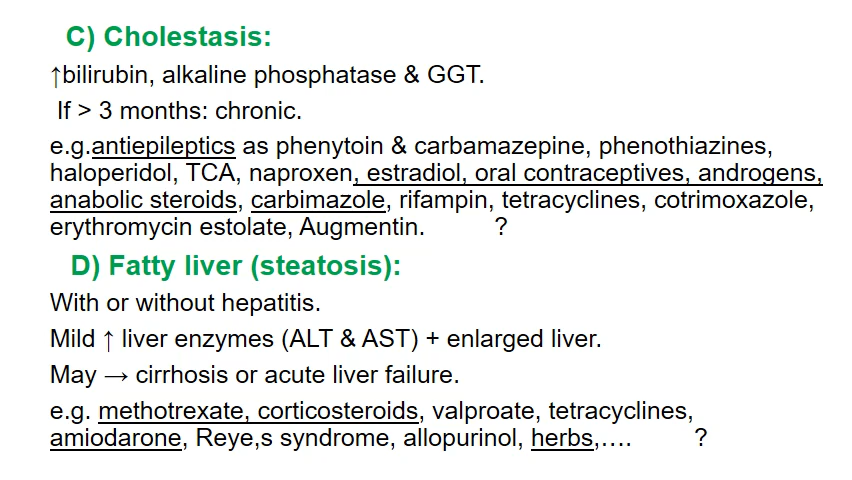 C) Cholestasis:
↑bilirubin, alkaline phosphatase & GGT.
If > 3 months: chronic.
e.g.antiepileptics as phenytoin & carbamazepine, phenothiazines,
haloperidol, TCA, naproxen, estradiol, oral contraceptives, androgens,
anabolic steroids, carbimazole, rifampin, tetracyclines, cotrimoxazole,
erythromycin estolate, Augmentin. ?
D) Fatty liver (steatosis):
With or without hepatitis.
Mild ↑ liver enzymes (ALT & AST) + enlarged liver.
May → cirrhosis or acute liver failure.
e.g. methotrexate, corticosteroids, valproate, tetracyclines,
amiodarone, Reye,s syndrome, allopurinol, herbs,…. ?